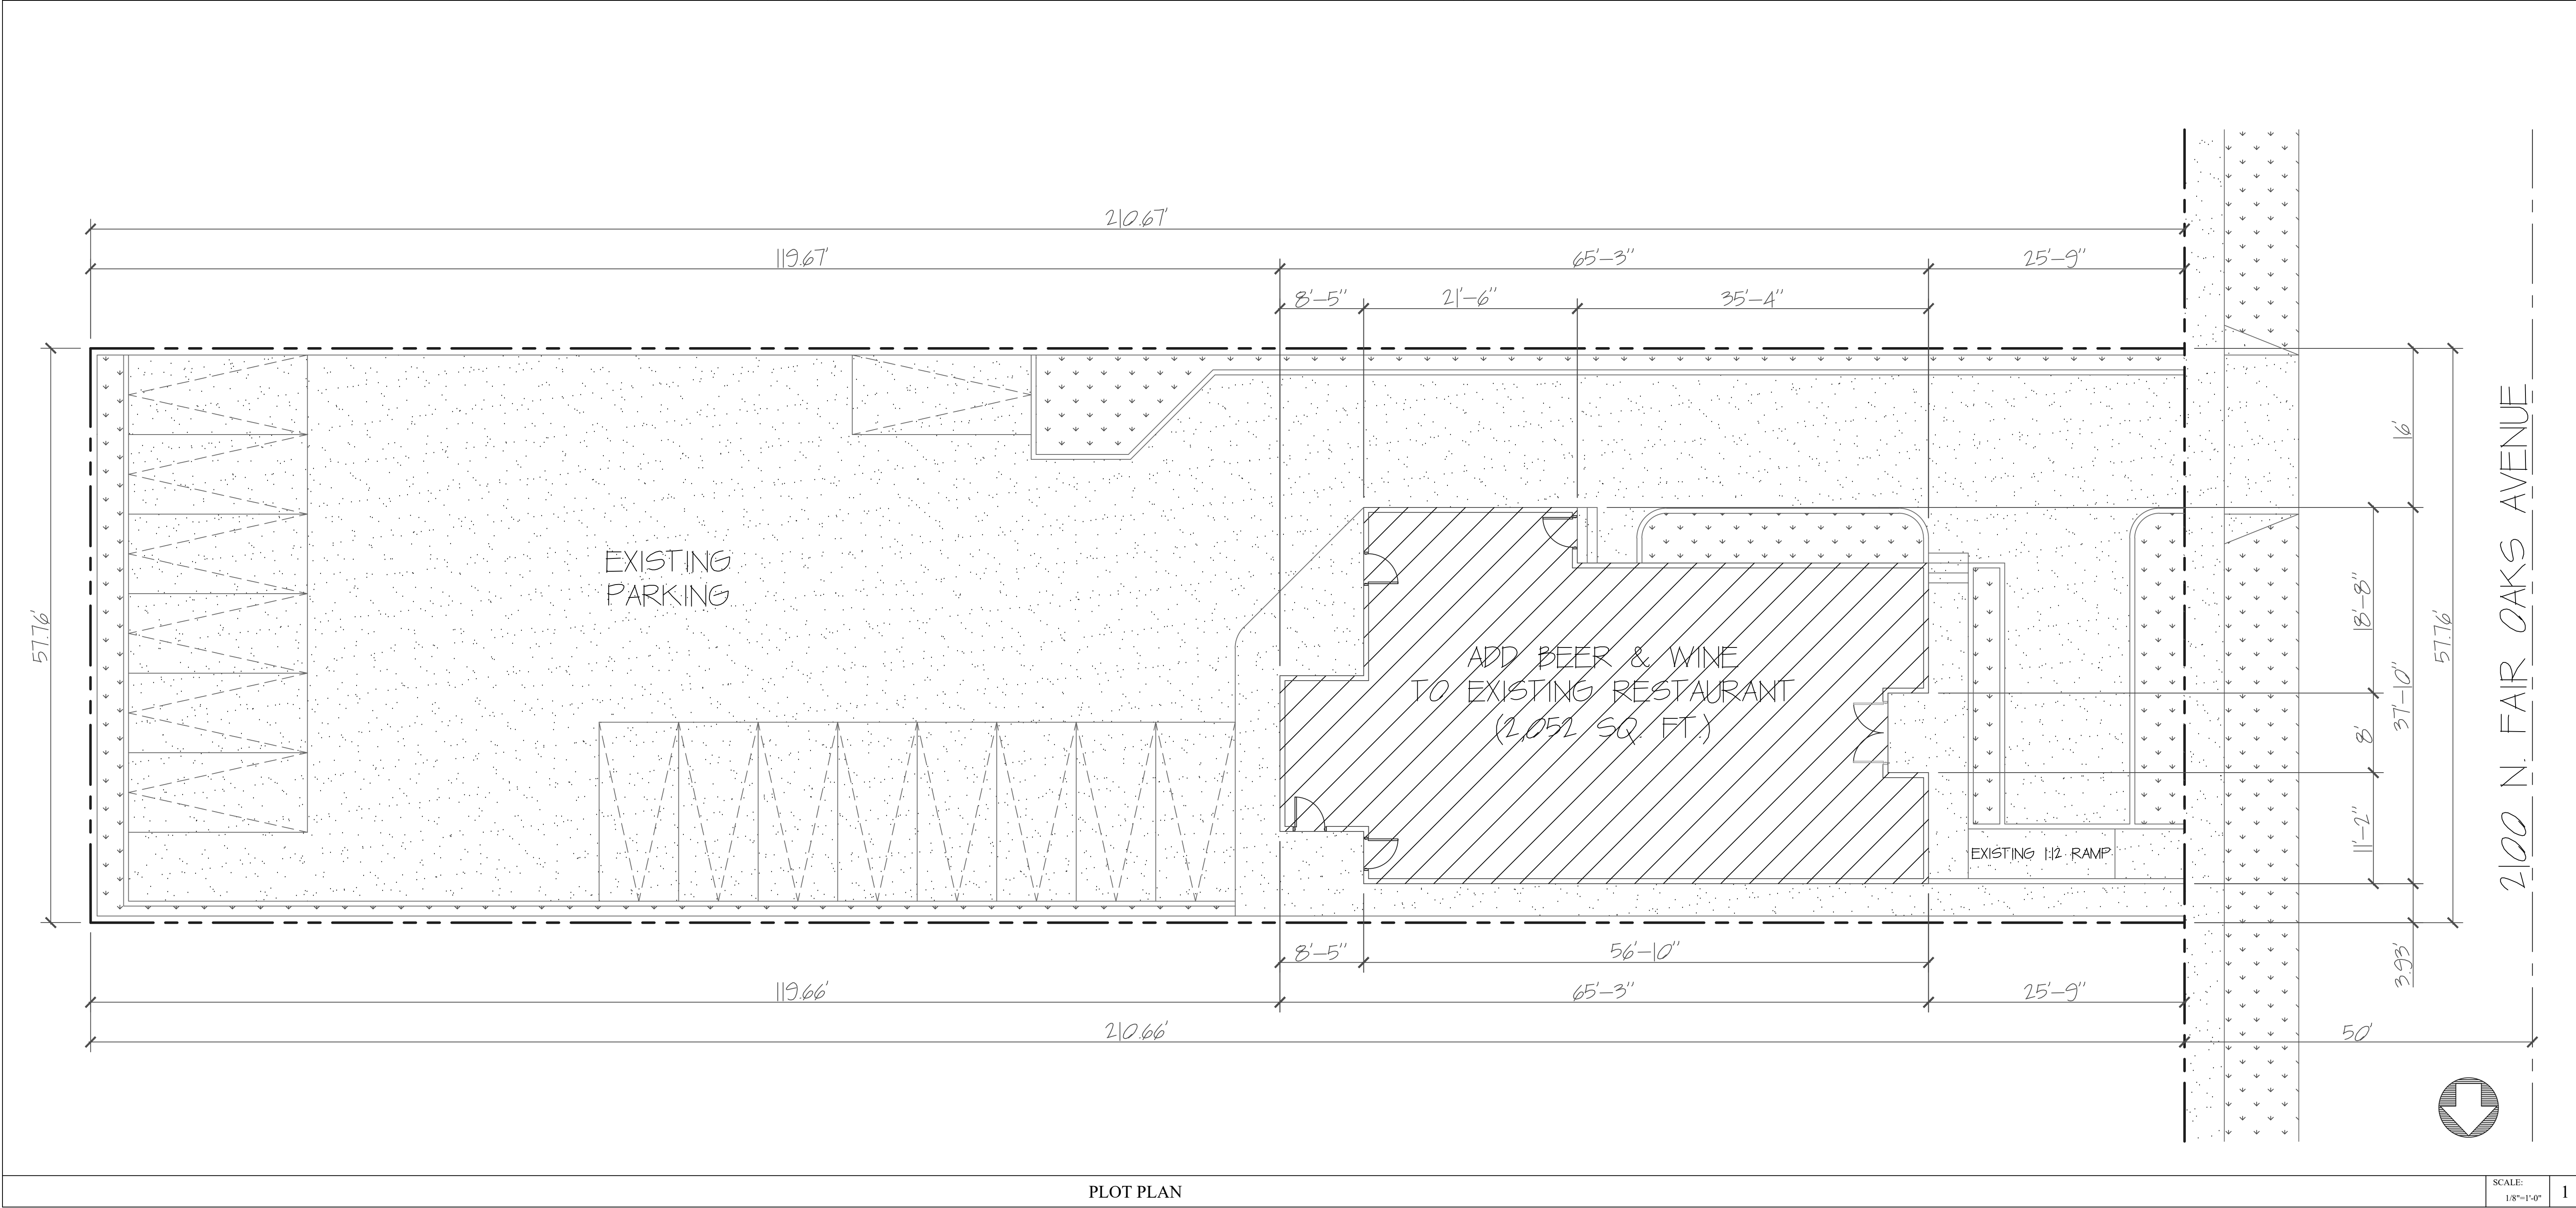 210.67'
119.67'
65'-3"
25'-9"
8'-5"
21'-6"
35'-4"
57.76'
EXISTING
PARKING
ADD BEER & WINE
TO EXISTING RESTAURANT
(2,052 SQ. FT.)
EXISTING 1:12 RAMP
16'
18'-8"
8'
11'-2"
37'-10"
57.76'
3.93'
2100 N FAIR OAKS AVENUE
8'-5"
56'-10"
119.66'
65'-3"
25'-9"
210.66'
50'
PLOT PLAN
SCALE:
1/8"=1'-0"
1